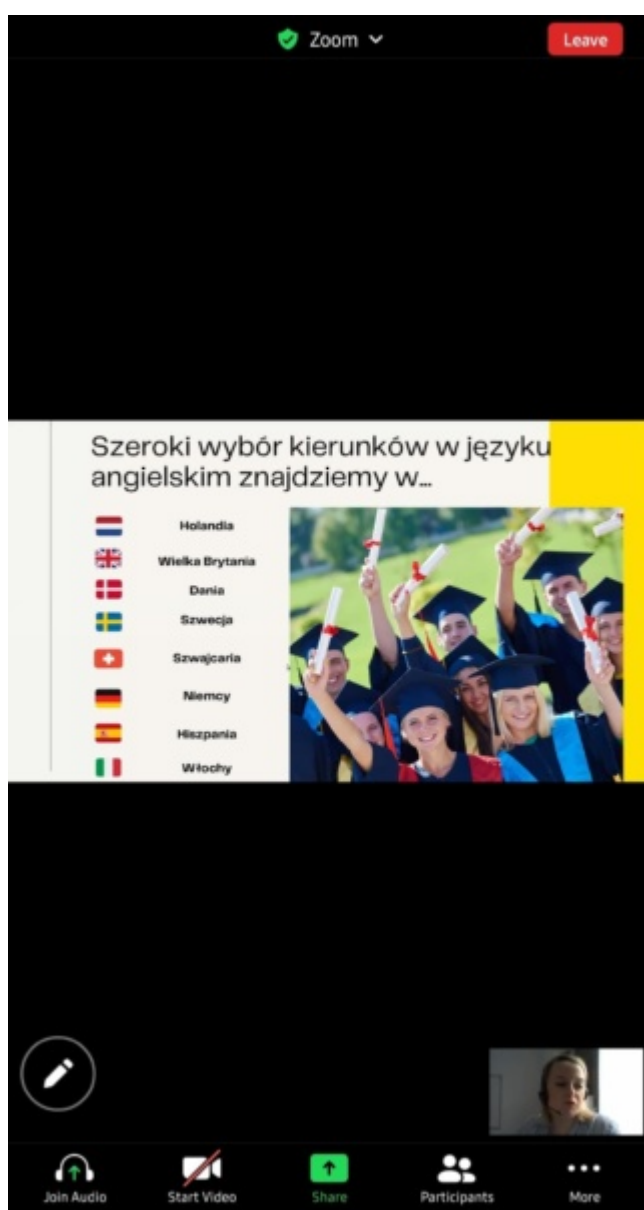 Zoom
Leave
Szeroki wybór kierunków w języku
angielskim znajdziemy w...
Holandia
Wielka Brytania
Dania
Szwecja
Szwajcaria
Niemcy
Hiszpania
Włochy
Join Audio
Start Video
Share
Participants
More